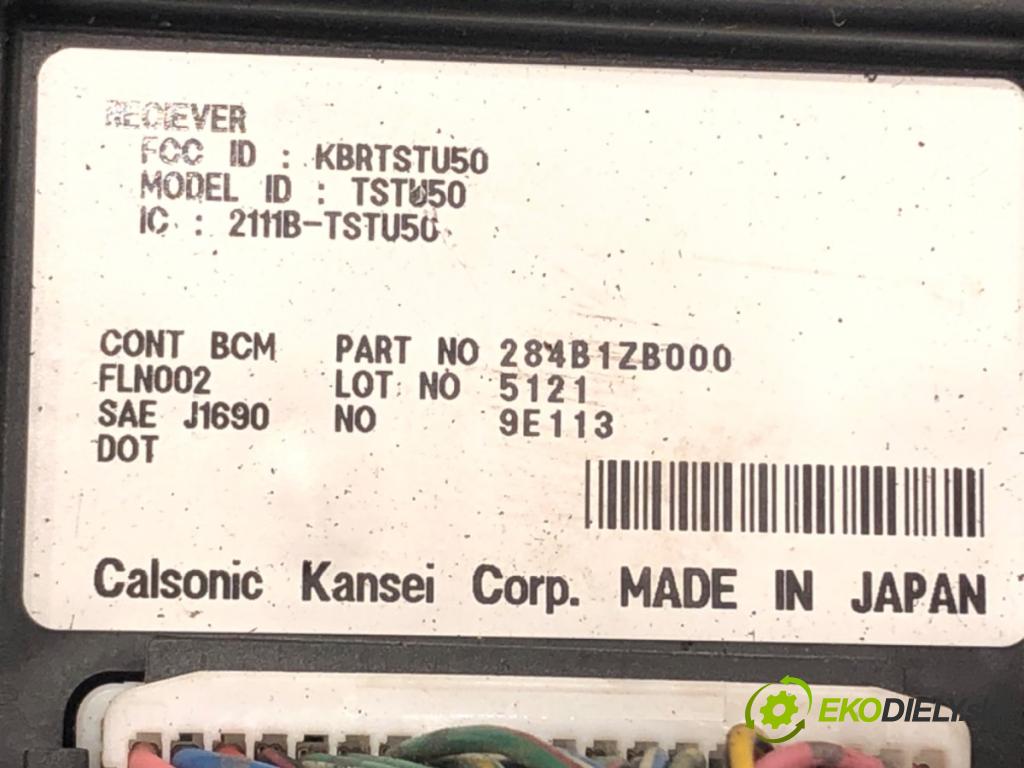 RECIEVER
FCC ID : KBRTSTU50
MODEL ID : TSTU50
IC : 2111B-TSTU50
CONT BCM PART NO 284B1ZB000
FLN002 LOT NO 5121
SAE J1690 NO 9E113
DOT
Calsonic Kansei Corp. MADE IN JAPAN
EKODIELY